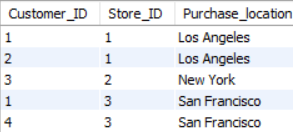 Customer_ID Store_ID Purchase_location
1 1 Los Angeles
2 1 Los Angeles
3 2 New York
1 3 San Francisco
4 3 San Francisco